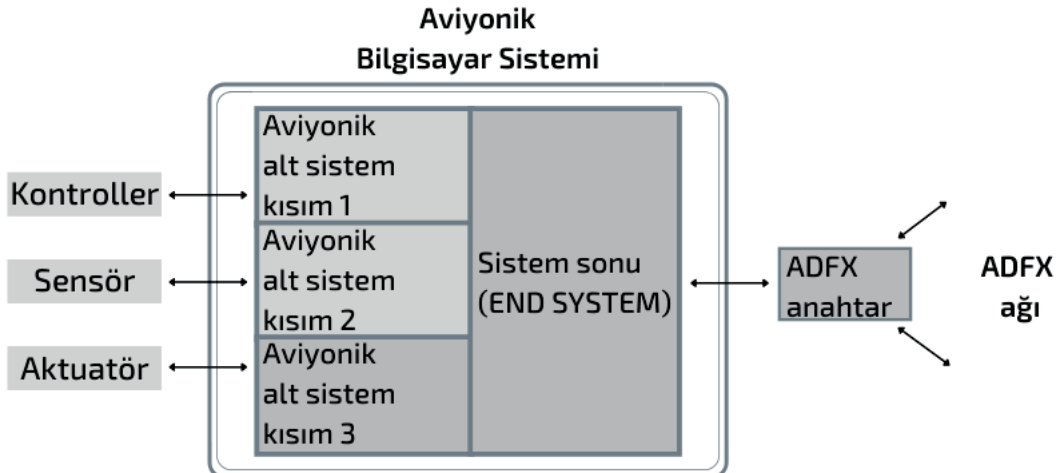 Aviyonik
Bilgisayar Sistemi
Kontroller
Sensör
Aktuatör
Aviyonik
alt sistem
kısım 1
Aviyonik
alt sistem
kısım 2
Aviyonik
alt sistem
kısım 3
Sistem sonu
(END SYSTEM)
ADFX
anahtar
ADFX
ağı